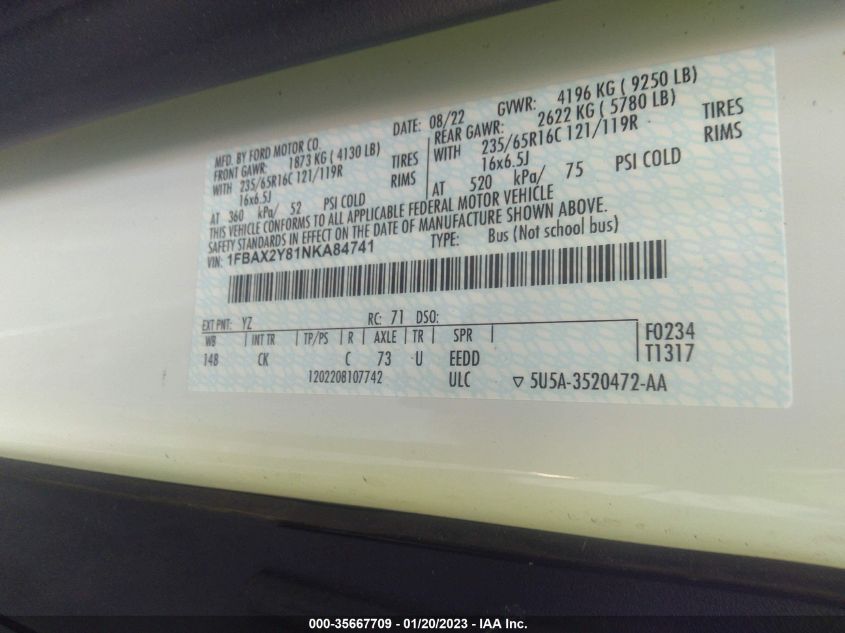 MFD. BY FORD MOTOR CO. DATE: 08/22 GVWR: 4196 KG ( 9250 LB)
FRONT GAWR: 1873 KG ( 4130 LB) REAR GAWR: 2622 KG ( 5780 LB)
WITH 235/65R16C 121/119R TIRES WITH 235/65R16C 121/119R TIRES
16x6.5J RIMS 16x6.5J RIMS
AT 360 kPa/ 52 PSI COLD AT 520 kPa/ 75 PSI COLD
THIS VEHICLE CONFORMS TO ALL APPLICABLE FEDERAL MOTOR VEHICLE
SAFETY STANDARDS IN EFFECT ON THE DATE OF MANUFACTURE SHOWN ABOVE.
VIN: 1FBAX2Y81NKA84741 TYPE: Bus (Not school bus)
EXT PNT: YZ RC: 71 DSO:
WB INT TR TP/PS R AXLE TR SPR F0234
148 CK C 73 U EEDD T1317
1202208107742 ULC ▽ 5U5A-3520472-AA
000-35667709 - 01/20/2023 - IAA Inc.